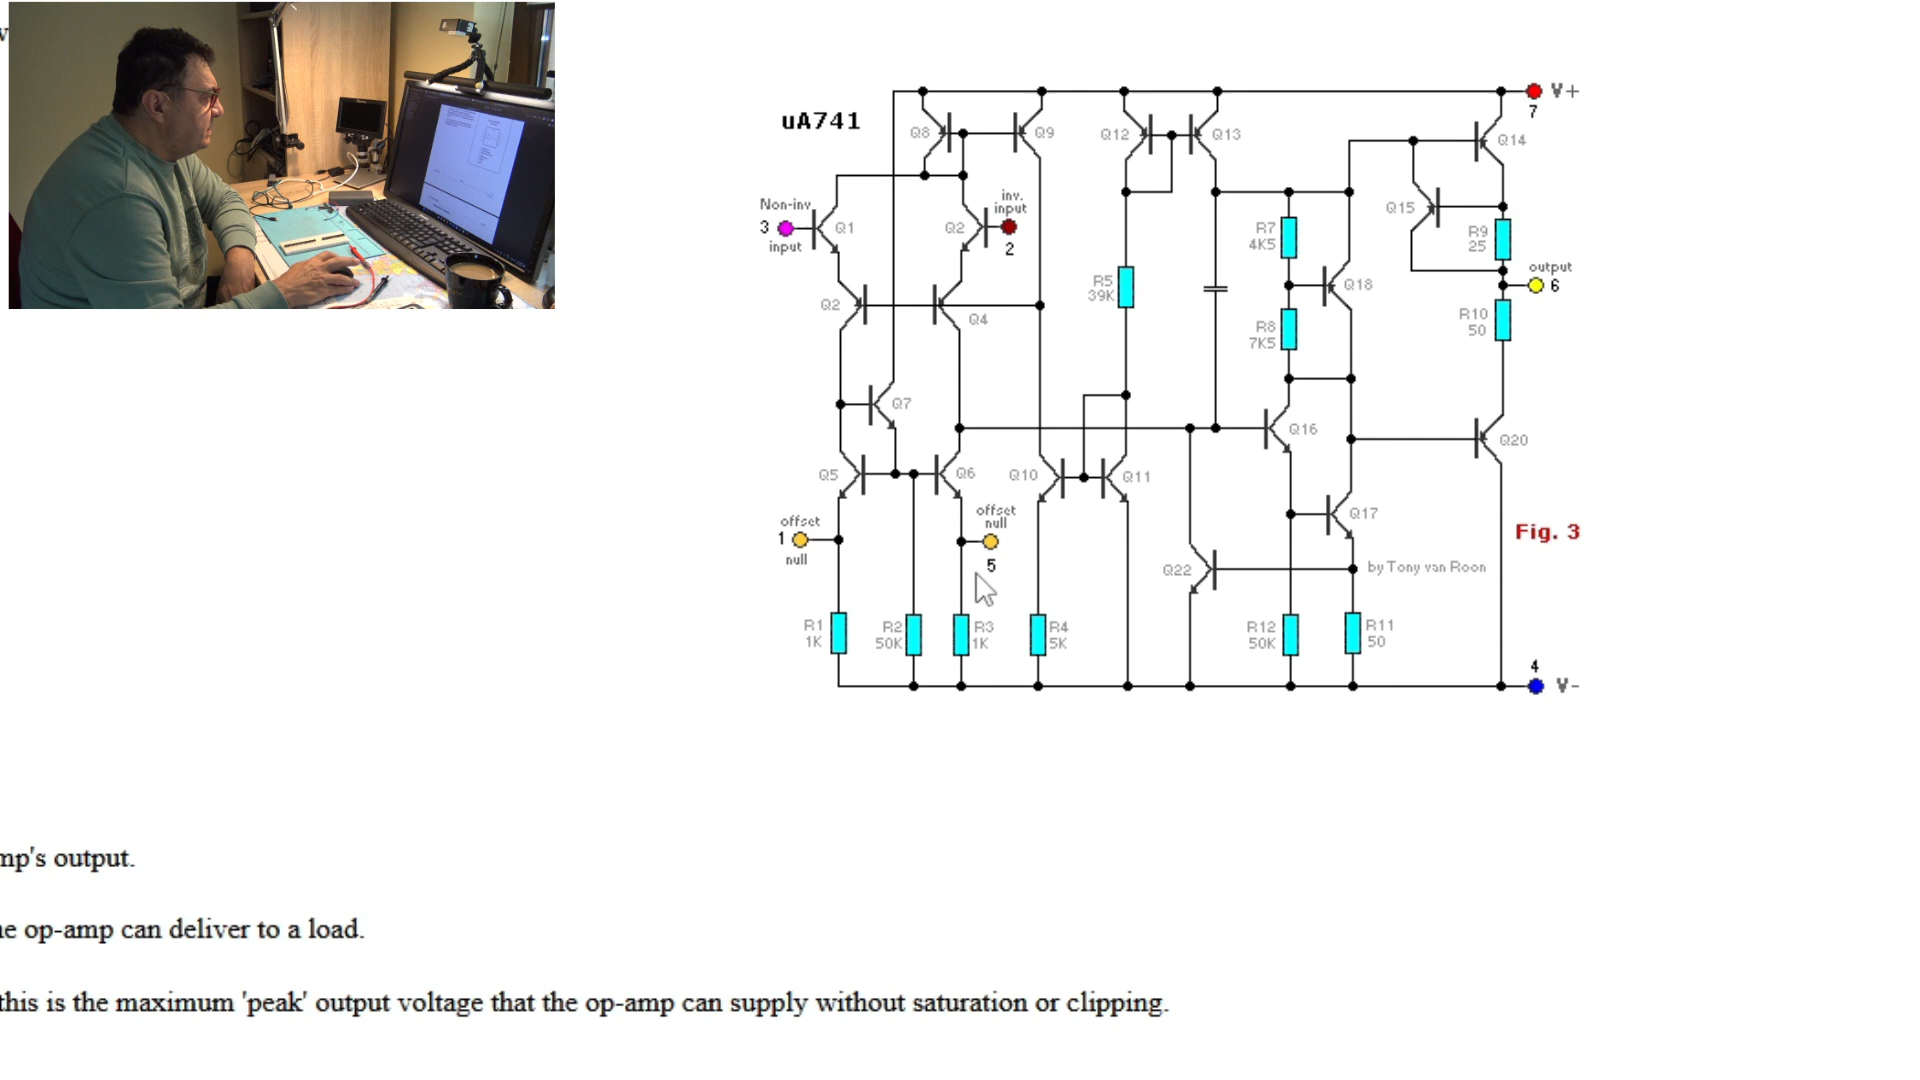 uA741
V+
7
Q8
Q9
Q12
Q13
Q14
Non-inv
3
input
Q1
inv.
input
Q2
2
Q15
R7
4K5
R9
25
output
6
R5
39K
Q18
Q2
Q4
R8
7K5
R10
50
Q7
Q16
Q20
Q5
Q6
Q10
Q11
offset
1
null
offset
null
5
Q17
Fig. 3
Q22
by Tony van Roon
R1
1K
R2
50K
R3
1K
R4
5K
R12
50K
R11
50
4
V-
mp's output.
e op-amp can deliver to a load.
this is the maximum 'peak' output voltage that the op-amp can supply without saturation or clipping.